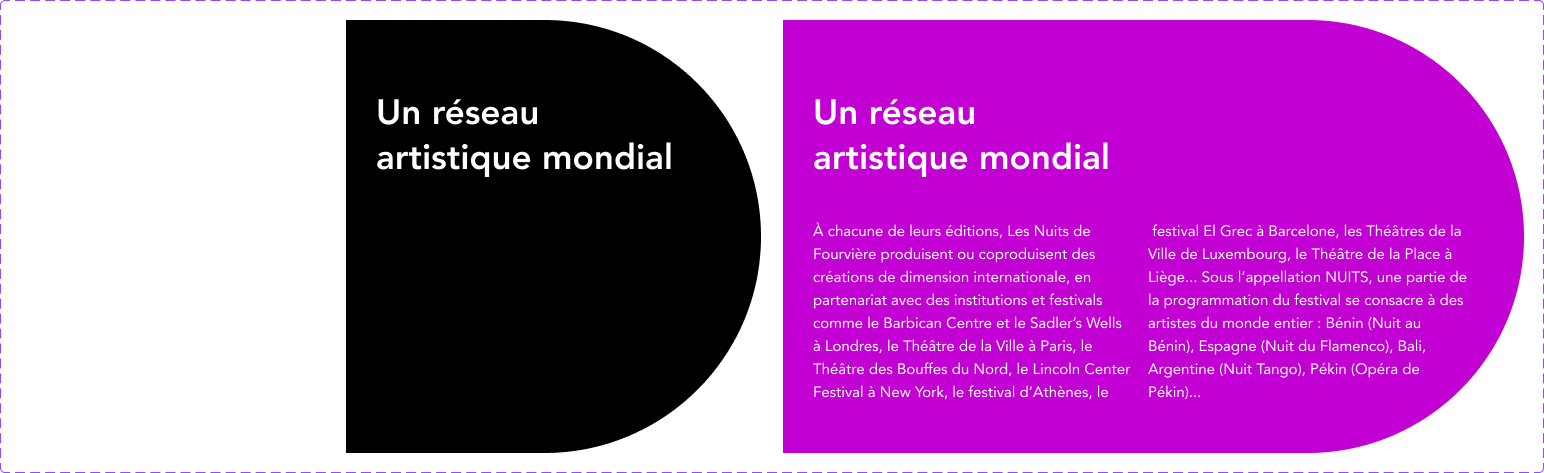 Un réseau
artistique mondial
Un réseau
artistique mondial
À chacune de leurs éditions, Les Nuits de
Fourvière produisent ou coproduisent des
créations de dimension internationale, en
partenariat avec des institutions et festivals
comme le Barbican Centre et le Sadler’s Wells
à Londres, le Théâtre de la Ville à Paris, le
Théâtre des Bouffes du Nord, le Lincoln Center
Festival à New York, le festival d’Athènes, le
festival El Grec à Barcelone, les Théâtres de la
Ville de Luxembourg, le Théâtre de la Place à
Liège... Sous l’appellation NUITS, une partie de
la programmation du festival se consacre à des
artistes du monde entier : Bénin (Nuit au
Bénin), Espagne (Nuit du Flamenco), Bali,
Argentine (Nuit Tango), Pékin (Opéra de
Pékin)...